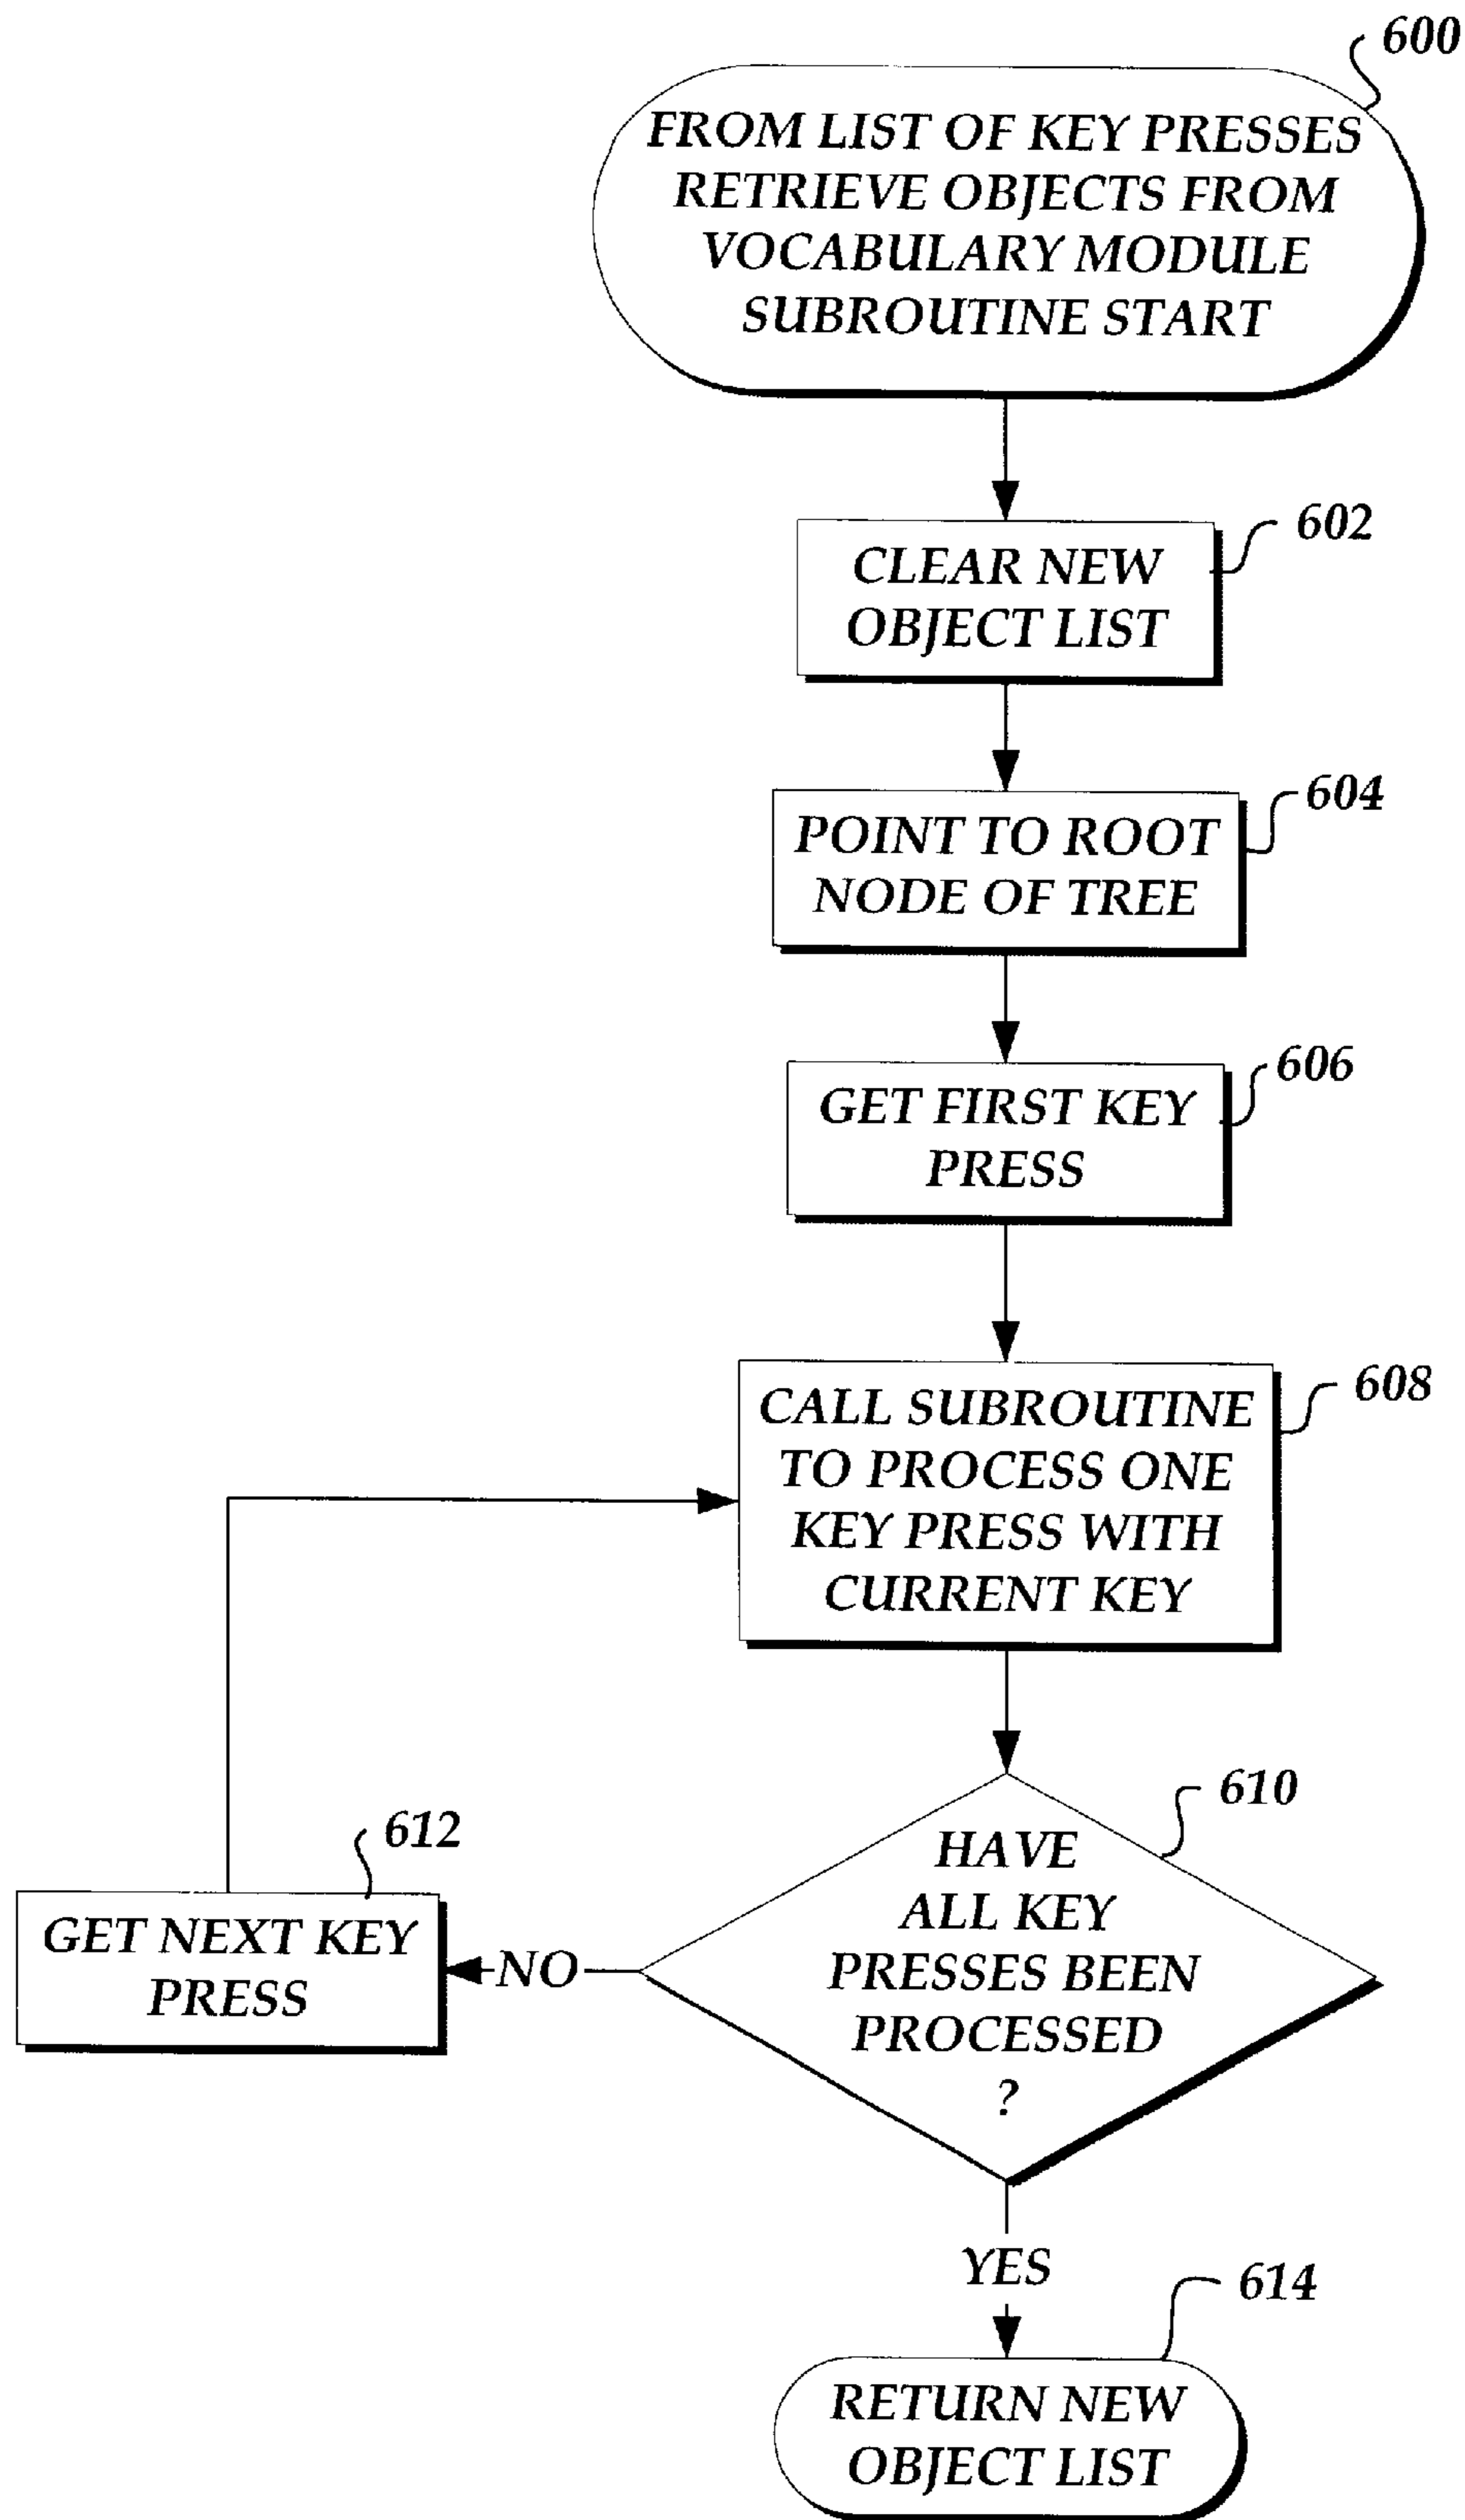 600
FROM LIST OF KEY PRESSES
RETRIEVE OBJECTS FROM
VOCABULARY MODULE
SUBROUTINE START
602
CLEAR NEW
OBJECT LIST
604
POINT TO ROOT
NODE OF TREE
606
GET FIRST KEY
PRESS
608
CALL SUBROUTINE
TO PROCESS ONE
KEY PRESS WITH
CURRENT KEY
610
HAVE
ALL KEY
PRESSES BEEN
PROCESSED
?
612
GET NEXT KEY
PRESS
NO
YES
614
RETURN NEW
OBJECT LIST